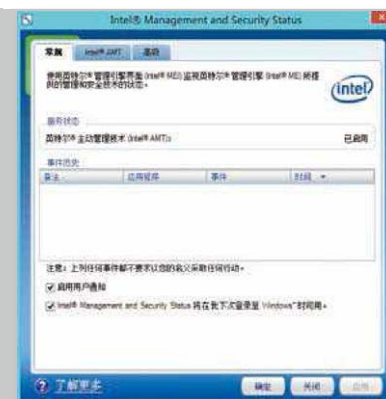 Intel® Management and Security Status
常规 Intel® AMT 高级
使用英特尔® 管理引擎界面 (Intel® MEI) 监视英特尔® 管理引擎 (Intel® ME) 所提
供的管理和安全技术的状态。
intel
服务状态
英特尔® 主动管理技术 (Intel® AMT): 已启用
事件历史
备注 应用程序 事件 时间
注意: 上列任何事件都不要求以您的名义采取任何行动。
启用用户通知
Intel® Management and Security Status 将在我下次登录至 Windows* 时可用。
了解更多 确定 关闭 应用